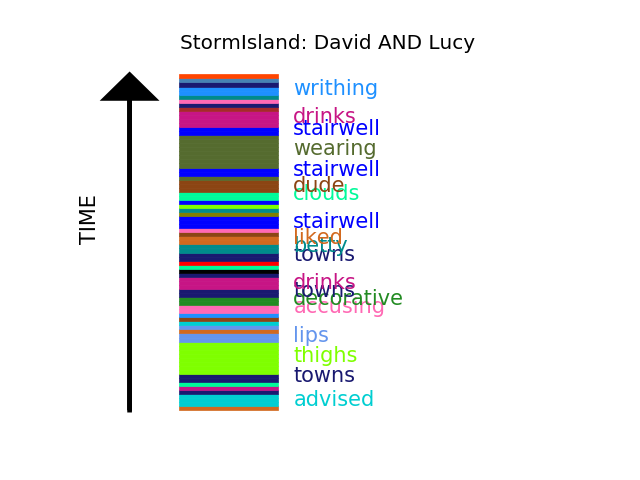 StormIsland: David AND Lucy
TIME
writhing
drinks
stairwell
wearing
stairwell
dude
clouds
stairwell
liked
betty
towns
drinks
towns
decorative
accusing
lips
thighs
towns
advised